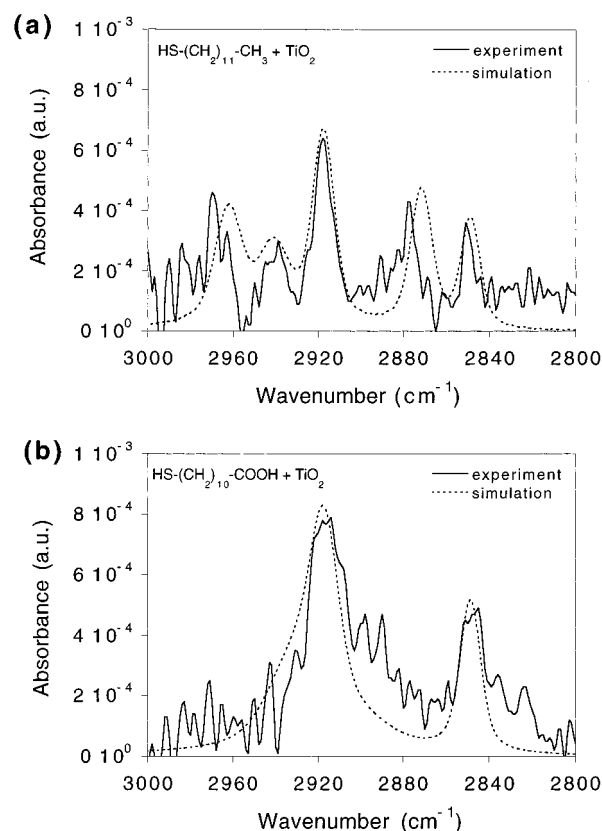 (a)
1 10⁻³
HS-(CH₂)₁₁-CH₃ + TiO₂
experiment
simulation
8 10⁻⁴
6 10⁻⁴
4 10⁻⁴
2 10⁻⁴
0 10⁰
Absorbance (a.u.)
3000 2960 2920 2880 2840 2800
Wavenumber (cm⁻¹)
(b)
1 10⁻³
HS-(CH₂)₁₀-COOH + TiO₂
experiment
simulation
8 10⁻⁴
6 10⁻⁴
4 10⁻⁴
2 10⁻⁴
0 10⁰
Absorbance (a.u.)
3000 2960 2920 2880 2840 2800
Wavenumber (cm⁻¹)